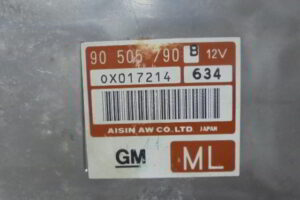 90 505 790 B 12V
0X017214 634
AISIN AW CO.LTD. JAPAN
GM ML